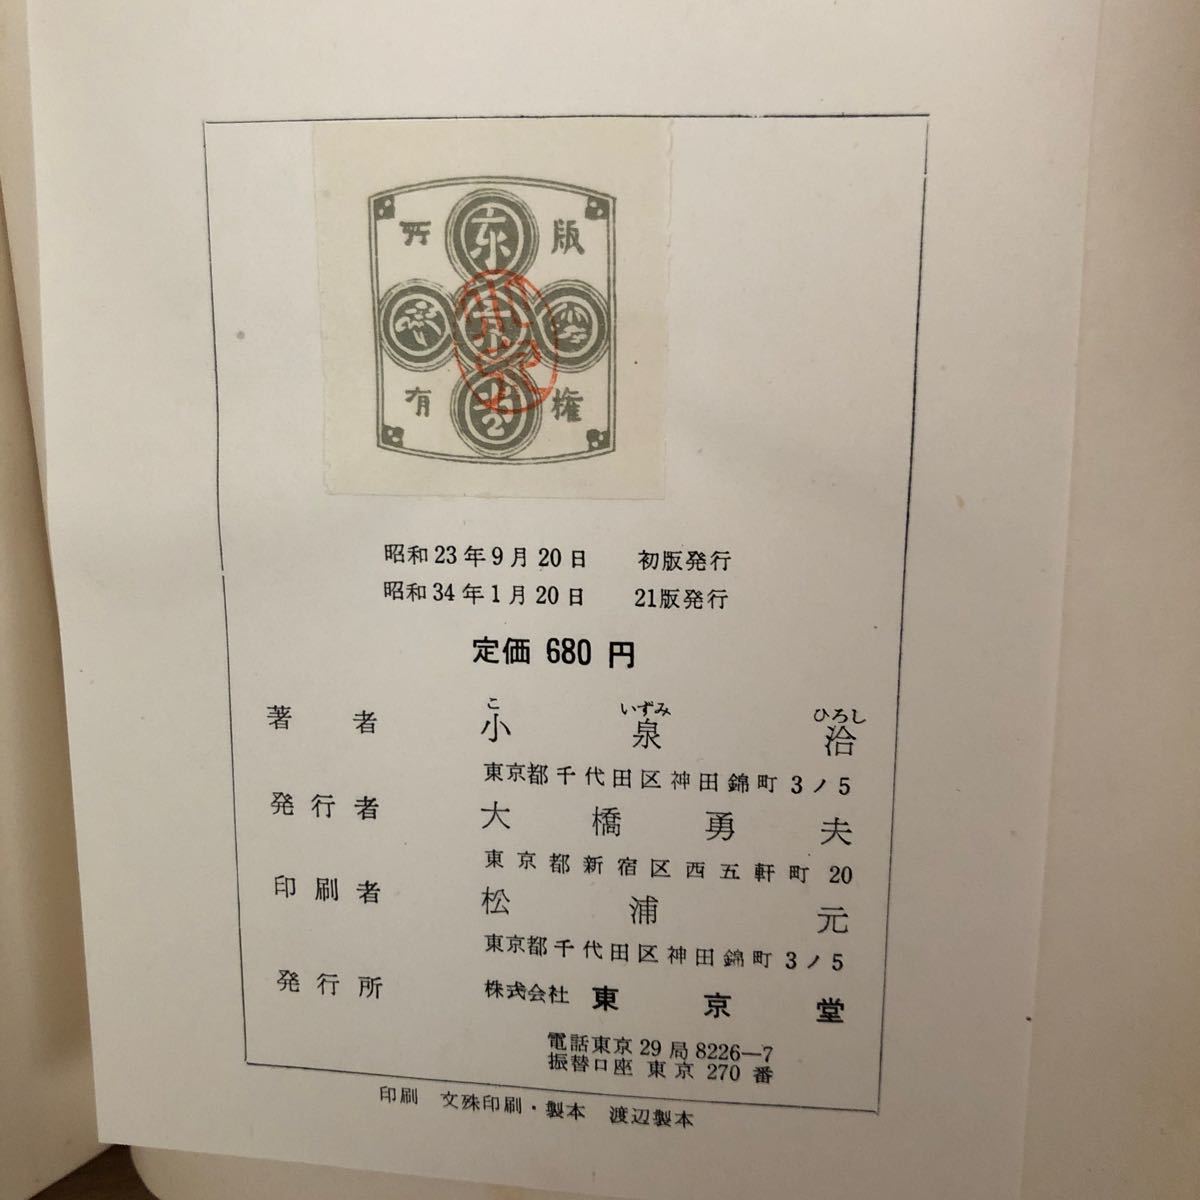 版権所有
東京堂
昭和23年9月20日 初版発行
昭和34年1月20日 21版発行
定価 680 円
著者 小泉洽
こ いずみ ひろし
東京都千代田区神田錦町3ノ5
発行者 大橋勇夫
東京都新宿区西五軒町20
印刷者 松浦元
東京都千代田区神田錦町3ノ5
発行所 株式会社 東京堂
電話東京29局8226—7
振替口座 東京270番
印刷 文殊印刷・製本 渡辺製本